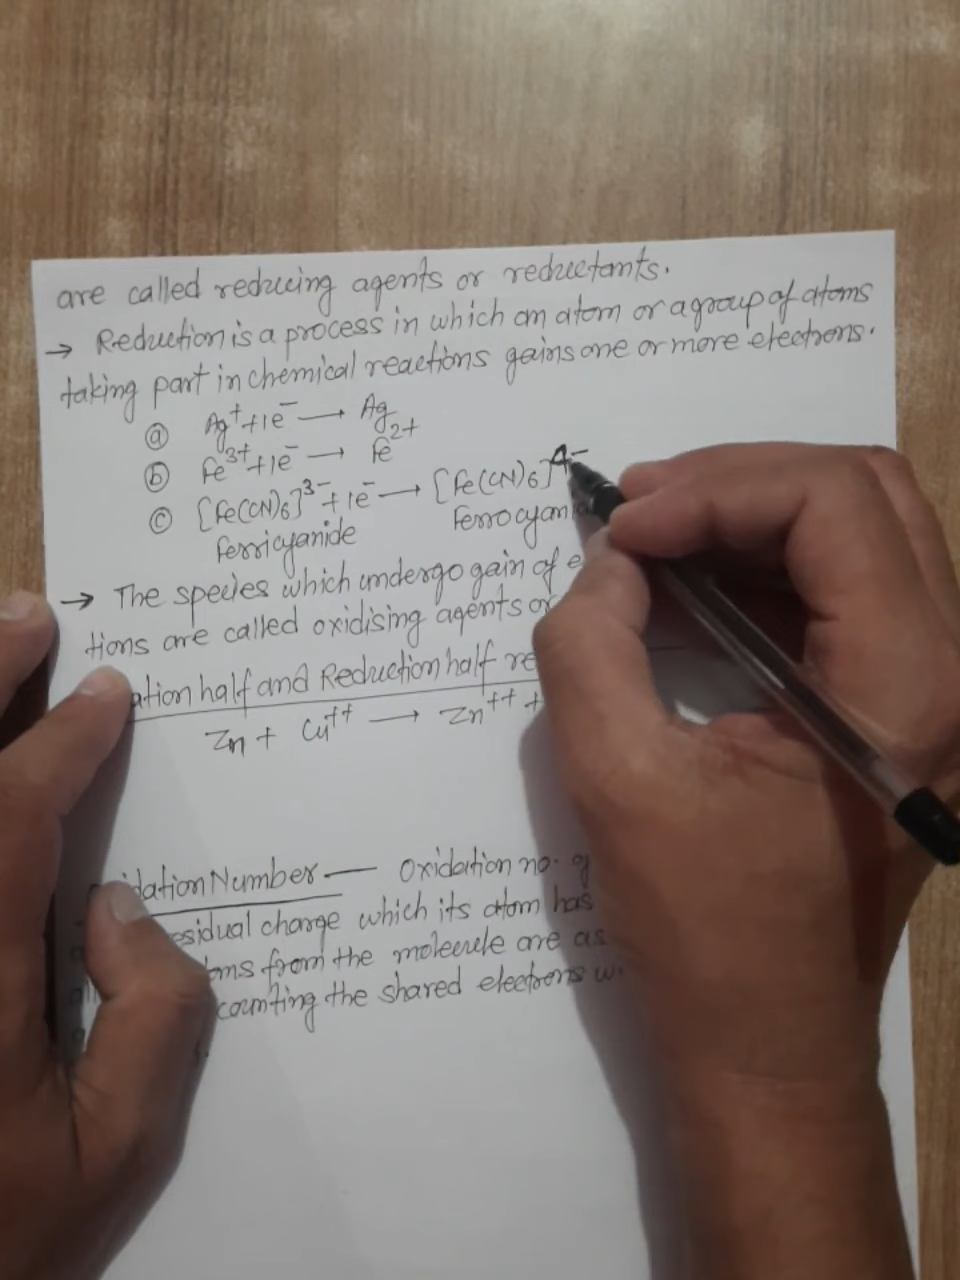 are called reducing agents or reductants.
→ Reduction is a process in which an atom or a group of atoms
taking part in chemical reactions gains one or more electrons.
ⓐ Ag⁺+1e⁻ → Ag
ⓑ Fe³⁺+1e⁻ → Fe²⁺
ⓒ [Fe(CN)₆]³⁻+1e⁻ → [Fe(CN)₆]⁴⁻
Ferricyanide Ferrocyan
→ The species which undergo gain of e
tions are called oxidising agents or
ation half and Reduction half re
Zn + Cu⁺⁺ → Zn⁺⁺ +
idation Number — Oxidation no. of
esidual charge which its atom has
oms from the molecule are as
counting the shared electrons w